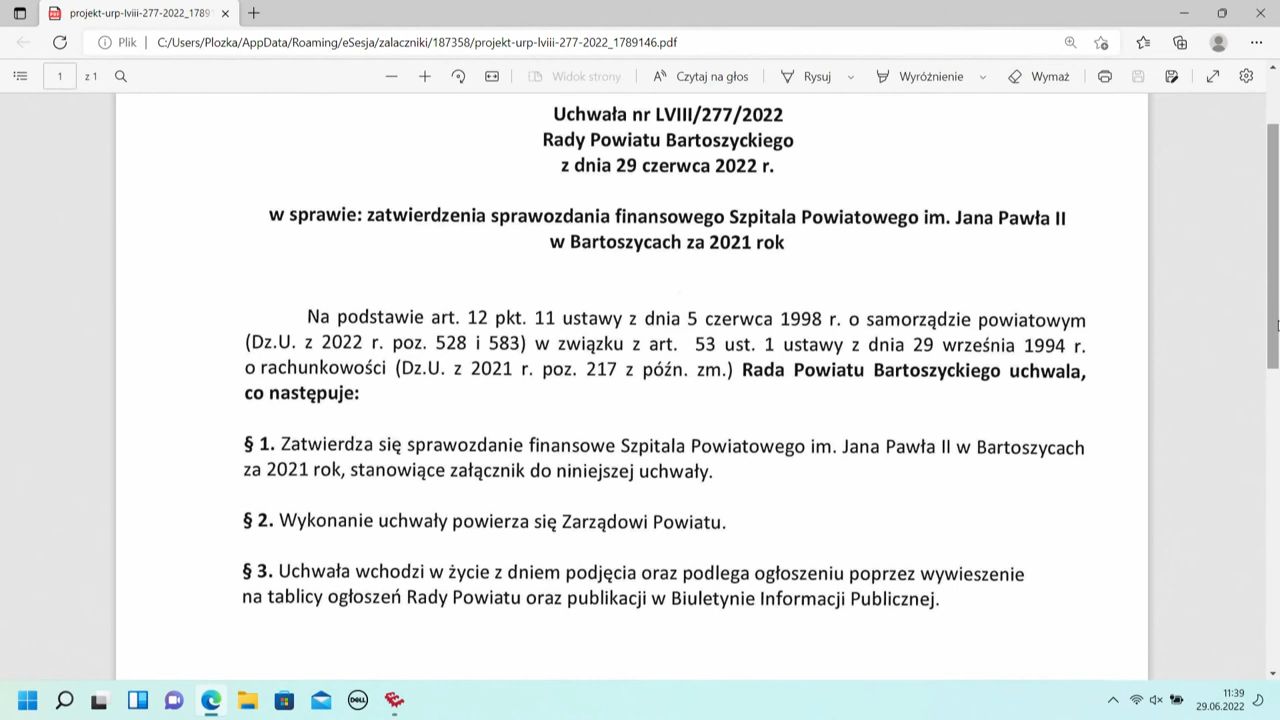 projekt-urp-lviii-277-2022_1789
Plik
C:/Users/Plozka/AppData/Roaming/eSesja/zalaczniki/187358/projekt-urp-lviii-277-2022_1789146.pdf
1 z 1 Widok strony Czytaj na głos Rysuj Wyróżnienie Wymaż
Uchwała nr LVIII/277/2022
Rady Powiatu Bartoszyckiego
z dnia 29 czerwca 2022 r.
w sprawie: zatwierdzenia sprawozdania finansowego Szpitala Powiatowego im. Jana Pawła II
w Bartoszycach za 2021 rok
Na podstawie art. 12 pkt. 11 ustawy z dnia 5 czerwca 1998 r. o samorządzie powiatowym
(Dz.U. z 2022 r. poz. 528 i 583) w związku z art. 53 ust. 1 ustawy z dnia 29 września 1994 r.
o rachunkowości (Dz.U. z 2021 r. poz. 217 z późn. zm.) Rada Powiatu Bartoszyckiego uchwala,
co następuje:
§ 1. Zatwierdza się sprawozdanie finansowe Szpitala Powiatowego im. Jana Pawła II w Bartoszycach
za 2021 rok, stanowiące załącznik do niniejszej uchwały.
§ 2. Wykonanie uchwały powierza się Zarządowi Powiatu.
§ 3. Uchwała wchodzi w życie z dniem podjęcia oraz podlega ogłoszeniu poprzez wywieszenie
na tablicy ogłoszeń Rady Powiatu oraz publikacji w Biuletynie Informacji Publicznej.
DELL
11:39
29.06.2022